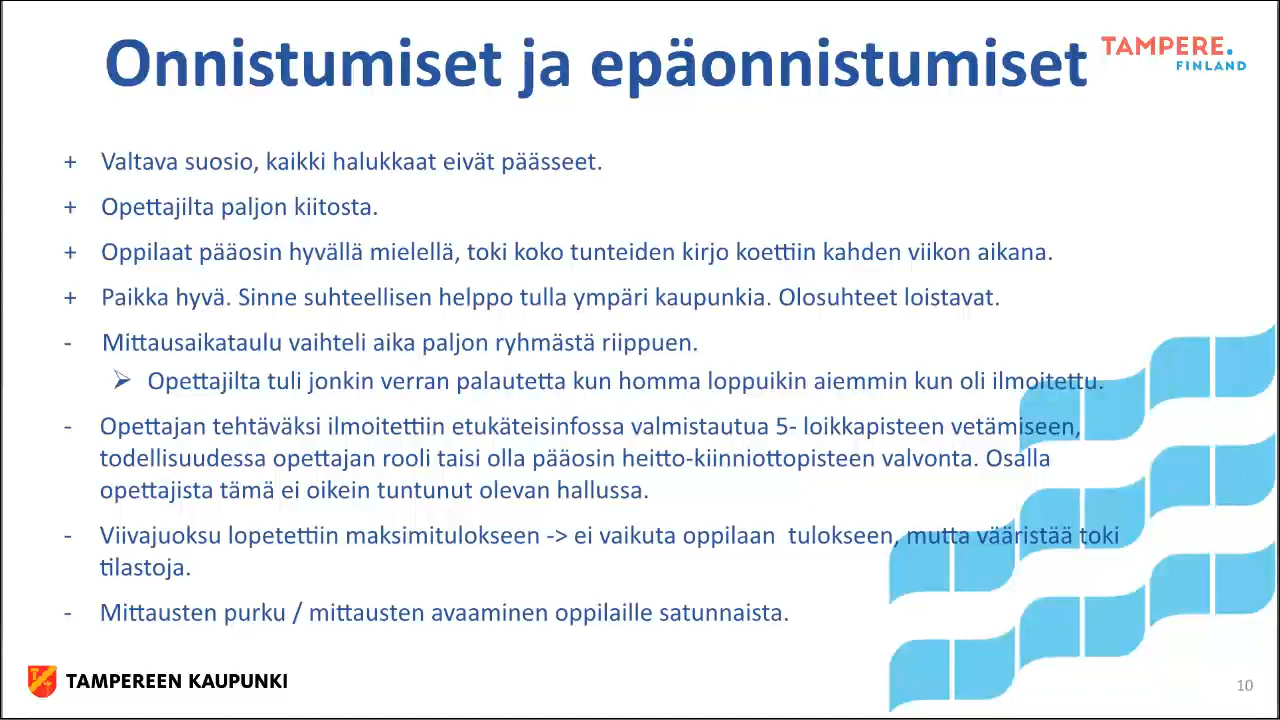 Onnistumiset ja epäonnistumiset
TAMPERE.
FINLAND
+ Valtava suosio, kaikki halukkaat eivät päässeet.
+ Opettajilta paljon kiitosta.
+ Oppilaat pääosin hyvällä mielellä, toki koko tunteiden kirjo koettiin kahden viikon aikana.
+ Paikka hyvä. Sinne suhteellisen helppo tulla ympäri kaupunkia. Olosuhteet loistavat.
- Mittausaikataulu vaihteli aika paljon ryhmästä riippuen.
➢ Opettajilta tuli jonkin verran palautetta kun homma loppuikin aiemmin kun oli ilmoitettu.
- Opettajan tehtäväksi ilmoitettiin etukäteisinfossa valmistautua 5- loikkapisteen vetämiseen,
todellisuudessa opettajan rooli taisi olla pääosin heitto-kiinniottopisteen valvonta. Osalla
opettajista tämä ei oikein tuntunut olevan hallussa.
- Viivajuoksu lopetettiin maksimitulokseen -> ei vaikuta oppilaan  tulokseen, mutta vääristää toki
tilastoja.
- Mittausten purku / mittausten avaaminen oppilaille satunnaista.
TAMPEREEN KAUPUNKI
10